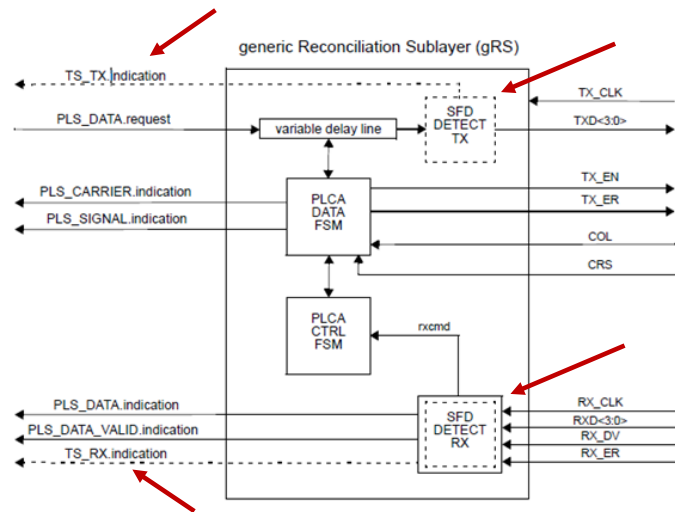 generic Reconciliation Sublayer (gRS)
TS_TX.indication
SFD
DETECT
TX
TX_CLK
PLS_DATA.request
variable delay line
TXD<3:0>
PLS_CARRIER.indication
PLCA
DATA
FSM
TX_EN
PLS_SIGNAL.indication
TX_ER
COL
CRS
PLCA
CTRL
FSM
rxcmd
PLS_DATA.indication
PLS_DATA_VALID.indication
TS_RX.indication
SFD
DETECT
RX
RX_CLK
RXD<3:0>
RX_DV
RX_ER